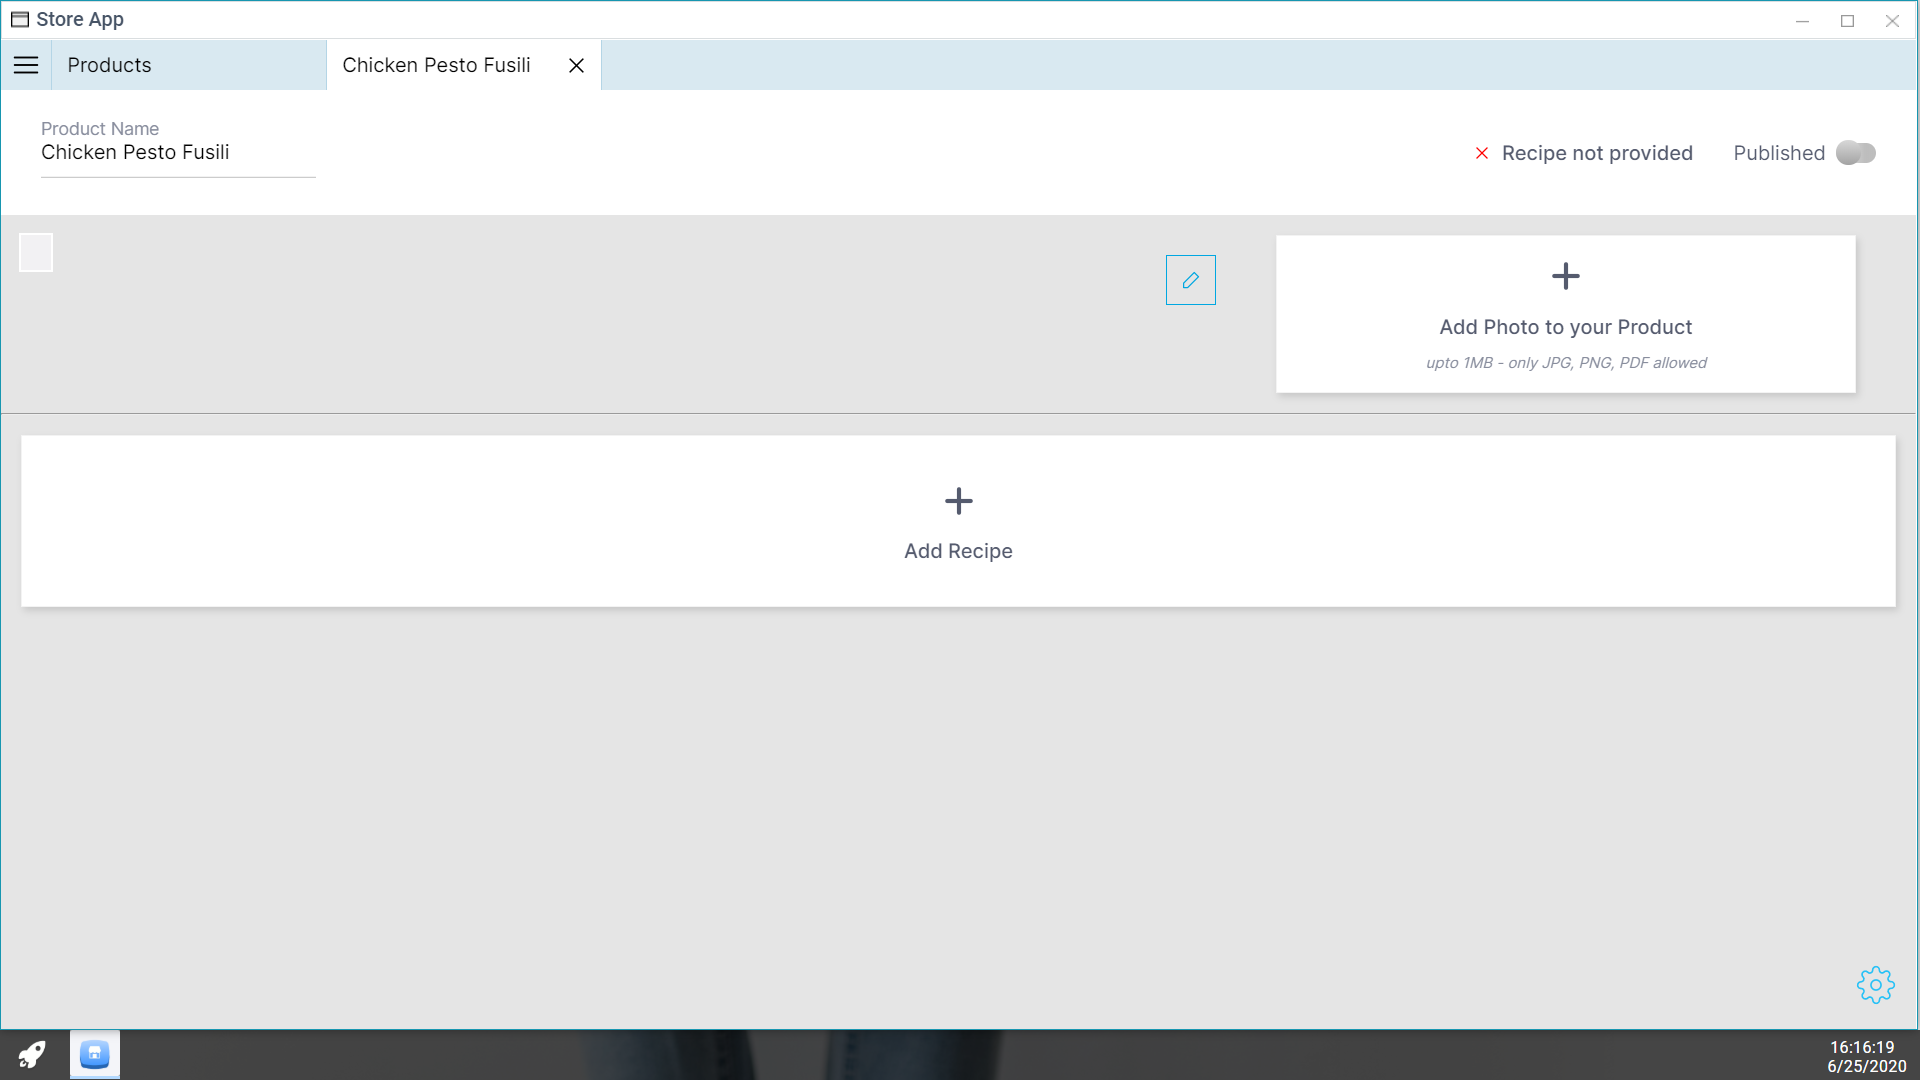 Store App
Products
Chicken Pesto Fusili
Product Name
Chicken Pesto Fusili
Recipe not provided
Published
Add Photo to your Product
upto 1MB - only JPG, PNG, PDF allowed
Add Recipe
16:16:19
6/25/2020